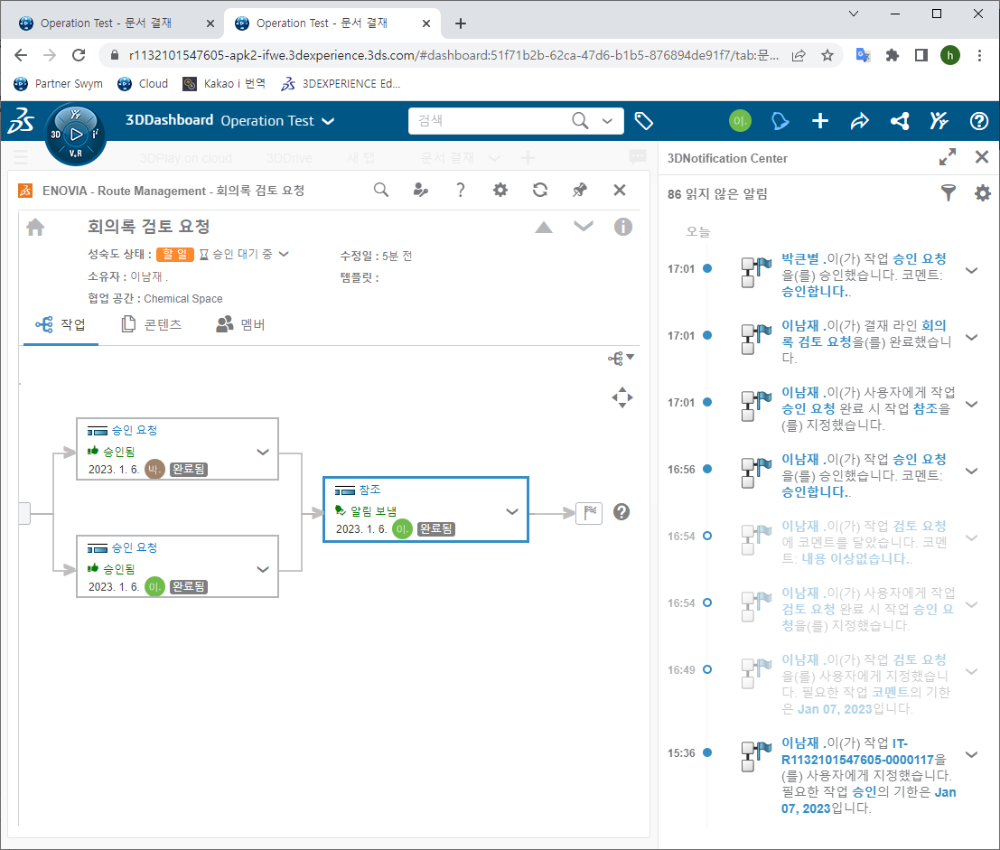 Operation Test - 문서 결재
Operation Test - 문서 결재
r1132101547605-apk2-ifwe.3dexperience.3ds.com/#dashboard:51f71b2b-62ca-47d6-b1b5-876894de91f7/tab:문...
h
Partner Swym
Cloud
Kakao i 번역
3DEXPERIENCE Ed...
3D
V.R
3DDashboard Operation Test
검색
이.
3DPlay on cloud
3DDrive
새 탭
문서 결재
ENOVIA - Route Management - 회의록 검토 요청
회의록 검토 요청
성숙도 상태 : 할 일 승인 대기 중
수정일 : 5분 전
소유자 : 이남재 .
템플릿 :
협업 공간 : Chemical Space
작업
콘텐츠
멤버
승인 요청
승인됨
2023. 1. 6. 박. 완료됨
참조
알림 보냄
2023. 1. 6. 이. 완료됨
승인 요청
승인됨
2023. 1. 6. 이. 완료됨
3DNotification Center
86 읽지 않은 알림
오늘
17:01
박큰별 .이(가) 작업 승인 요청
을(를) 승인했습니다. 코멘트:
승인합니다..
17:01
이남재 .이(가) 결재 라인 회의
록 검토 요청을(를) 완료했습니
다.
17:01
이남재 .이(가) 사용자에게 작업
승인 요청 완료 시 작업 참조을
(를) 지정했습니다.
16:56
이남재 .이(가) 작업 승인 요청
을(를) 승인했습니다. 코멘트:
승인합니다..
16:54
이남재 .이(가) 작업 검토 요청
에 코멘트를 달았습니다. 코멘
트: 내용 이상없습니다..
16:54
이남재 .이(가) 사용자에게 작업
검토 요청 완료 시 작업 승인 요
청을(를) 지정했습니다.
16:49
이남재 .이(가) 작업 검토 요청
을(를) 사용자에게 지정했습니
다. 필요한 작업 코멘트의 기한
은 Jan 07, 2023입니다.
15:36
이남재 .이(가) 작업 IT-
R1132101547605-0000117을
(를) 사용자에게 지정했습니다.
필요한 작업 승인의 기한은 Jan
07, 2023입니다.